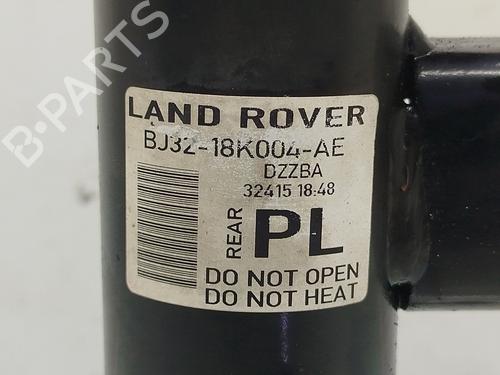 B-PARTS
LAND ROVER
BJ32-18K004-AE
DZZBA
32415 18:48
REAR
PL
DO NOT OPEN
DO NOT HEAT